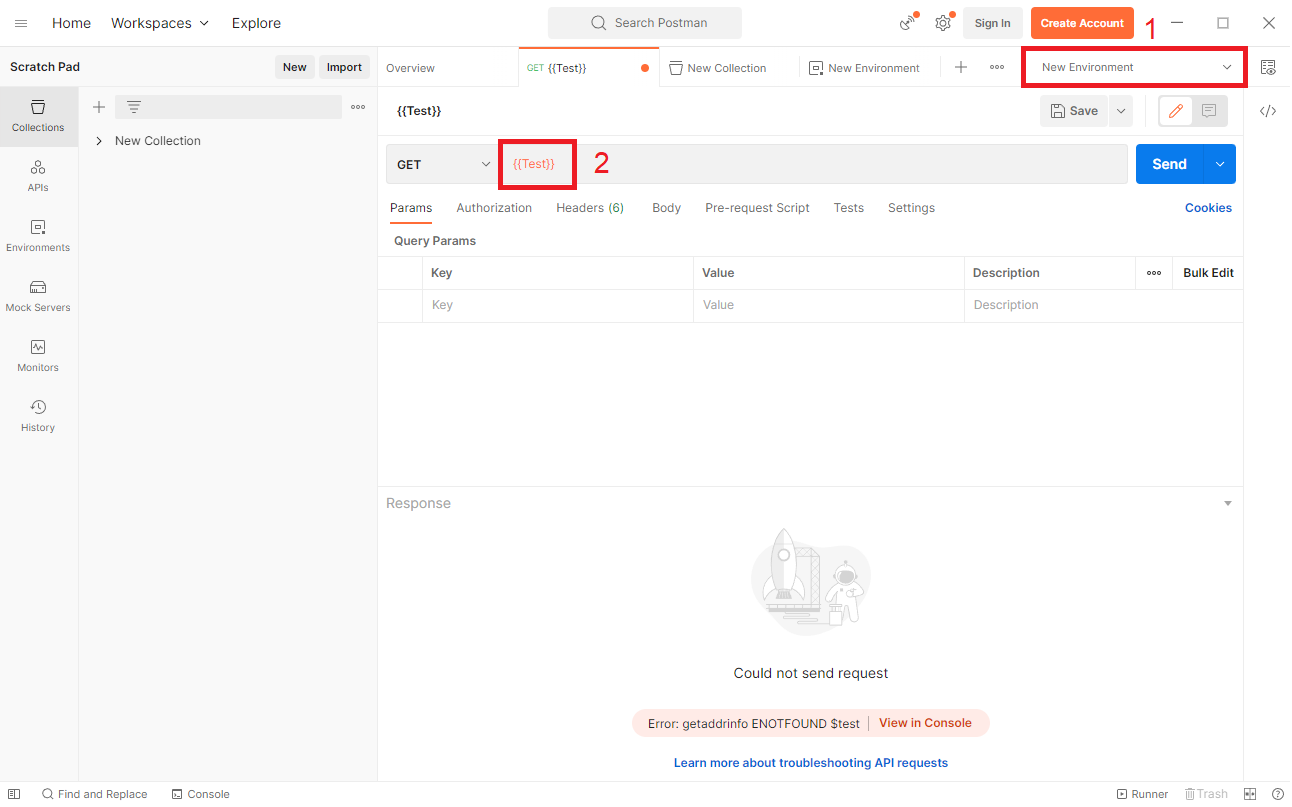 Home Workspaces Explore Search Postman Sign In Create Account 1
Scratch Pad New Import Overview GET {{Test}} New Collection New Environment New Environment
Collections
New Collection
APIs
Environments
Mock Servers
Monitors
History
{{Test}} Save
GET {{Test}} 2 Send
Params Authorization Headers (6) Body Pre-request Script Tests Settings Cookies
Query Params
Key Value Description Bulk Edit
Key Value Description
Response
Could not send request
Error: getaddrinfo ENOTFOUND $test View in Console
Learn more about troubleshooting API requests
Find and Replace Console Runner Trash